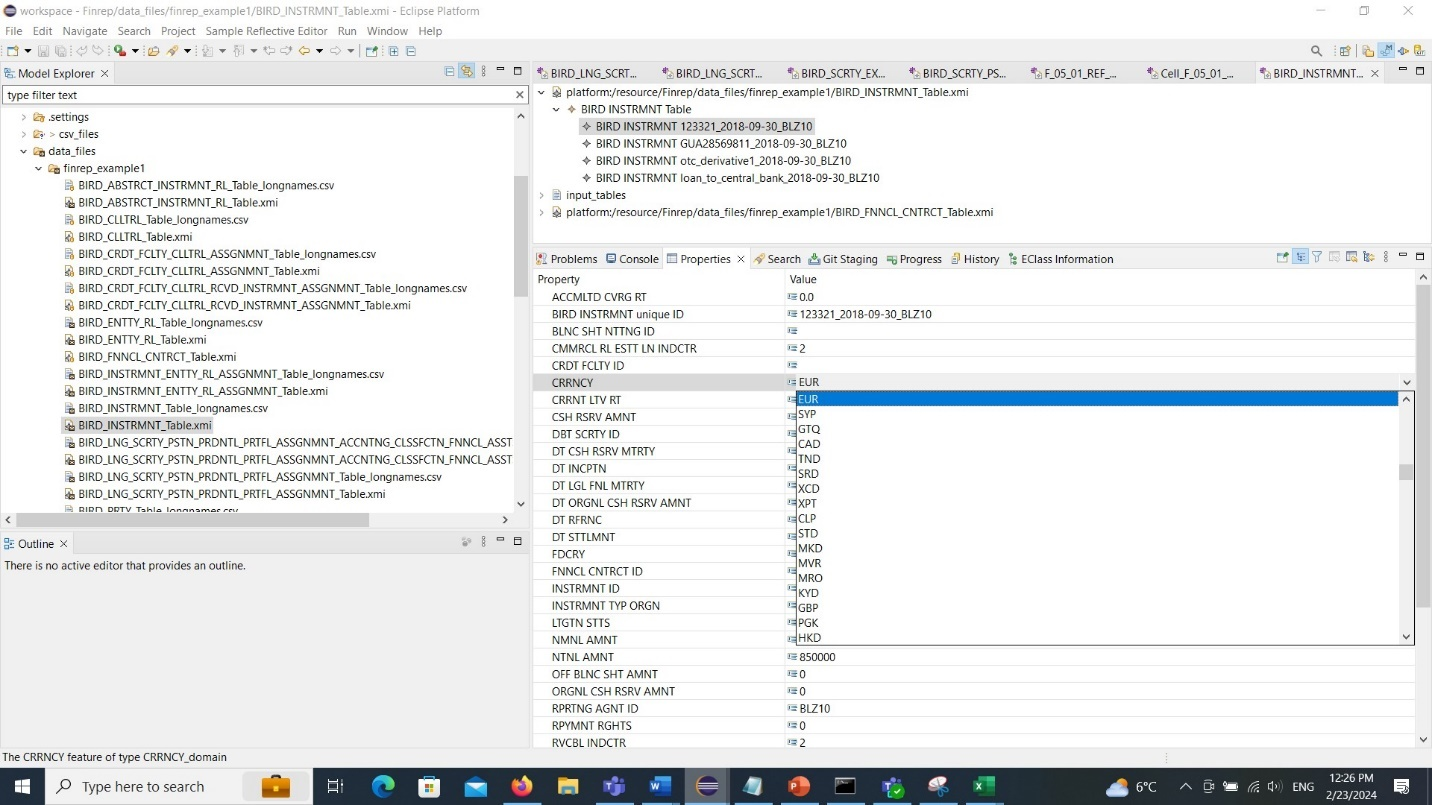 workspace - Finrep/data_files/finrep_example1/BIRD_INSTRMNT_Table.xmi - Eclipse Platform
File Edit Navigate Search Project Sample Reflective Editor Run Window Help
Model Explorer
type filter text
.settings
> csv_files
data_files
finrep_example1
BIRD_ABSTRCT_INSTRMNT_RL_Table_longnames.csv
BIRD_ABSTRCT_INSTRMNT_RL_Table.xmi
BIRD_CLLTRL_Table_longnames.csv
BIRD_CLLTRL_Table.xmi
BIRD_CRDT_FCLTY_CLLTRL_ASSGNMNT_Table_longnames.csv
BIRD_CRDT_FCLTY_CLLTRL_ASSGNMNT_Table.xmi
BIRD_CRDT_FCLTY_CLLTRL_RCVD_INSTRMNT_ASSGNMNT_Table_longnames.csv
BIRD_CRDT_FCLTY_CLLTRL_RCVD_INSTRMNT_ASSGNMNT_Table.xmi
BIRD_ENTTY_RL_Table_longnames.csv
BIRD_ENTTY_RL_Table.xmi
BIRD_FNNCL_CNTRCT_Table.xmi
BIRD_INSTRMNT_ENTTY_RL_ASSGNMNT_Table_longnames.csv
BIRD_INSTRMNT_ENTTY_RL_ASSGNMNT_Table.xmi
BIRD_INSTRMNT_Table_longnames.csv
BIRD_INSTRMNT_Table.xmi
BIRD_LNG_SCRTY_PSTN_PRDNTL_PRTFL_ASSGNMNT_ACCNTNG_CLSSFCTN_FNNCL_ASST
BIRD_LNG_SCRTY_PSTN_PRDNTL_PRTFL_ASSGNMNT_ACCNTNG_CLSSFCTN_FNNCL_ASST
BIRD_LNG_SCRTY_PSTN_PRDNTL_PRTFL_ASSGNMNT_Table_longnames.csv
BIRD_LNG_SCRTY_PSTN_PRDNTL_PRTFL_ASSGNMNT_Table.xmi
BIRD_PRTY_Table_longnames.csv
Outline
There is no active editor that provides an outline.
BIRD_LNG_SCRT... BIRD_LNG_SCRT... BIRD_SCRTY_EX... BIRD_SCRTY_PS... F_05_01_REF_... Cell_F_05_01_... BIRD_INSTRMNT...
platform:/resource/Finrep/data_files/finrep_example1/BIRD_INSTRMNT_Table.xmi
BIRD INSTRMNT Table
BIRD INSTRMNT 123321_2018-09-30_BLZ10
BIRD INSTRMNT GUA28569811_2018-09-30_BLZ10
BIRD INSTRMNT otc_derivative1_2018-09-30_BLZ10
BIRD INSTRMNT loan_to_central_bank_2018-09-30_BLZ10
input_tables
platform:/resource/Finrep/data_files/finrep_example1/BIRD_FNNCL_CNTRCT_Table.xmi
Problems Console Properties Search Git Staging Progress History EClass Information
Property Value
ACCMLTD CVRG RT 0.0
BIRD INSTRMNT unique ID 123321_2018-09-30_BLZ10
BLNC SHT NTTNG ID
CMMRCL RL ESTT LN INDCTR 2
CRDT FCLTY ID
CRRNCY EUR
CRRNT LTV RT EUR
CSH RSRV AMNT SYP
DBT SCRTY ID GTQ
CAD
DT CSH RSRV MTRTY TND
DT INCPTN SRD
DT LGL FNL MTRTY XCD
DT ORGNL CSH RSRV AMNT XPT
DT RFRNC CLP
DT STTLMNT STD
FDCRY MKD
MVR
FNNCL CNTRCT ID MRO
INSTRMNT ID KYD
INSTRMNT TYP ORGN GBP
LTGTN STTS PGK
NMNL AMNT HKD
NTNL AMNT 850000
OFF BLNC SHT AMNT 0
ORGNL CSH RSRV AMNT 0
RPRTNG AGNT ID BLZ10
RPYMNT RGHTS 0
RVCBL INDCTR 2
The CRRNCY feature of type CRRNCY_domain
Type here to search
6°C
ENG
12:26 PM
2/23/2024